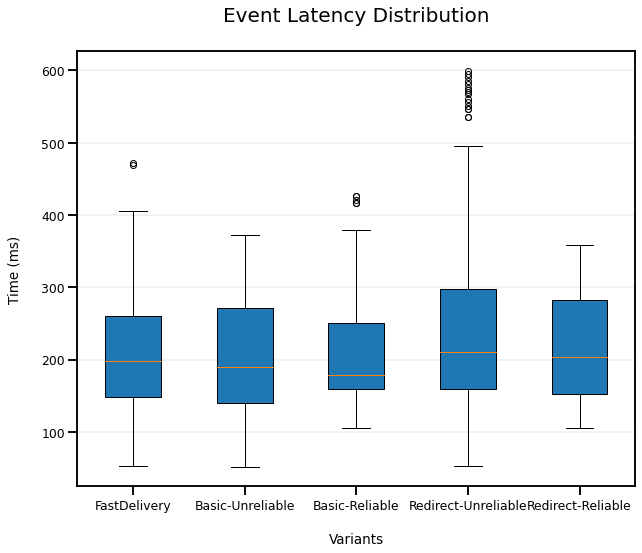 Event Latency Distribution
Time (ms)
600
500
400
300
200
100
FastDelivery Basic-Unreliable Basic-Reliable Redirect-Unreliable Redirect-Reliable
Variants